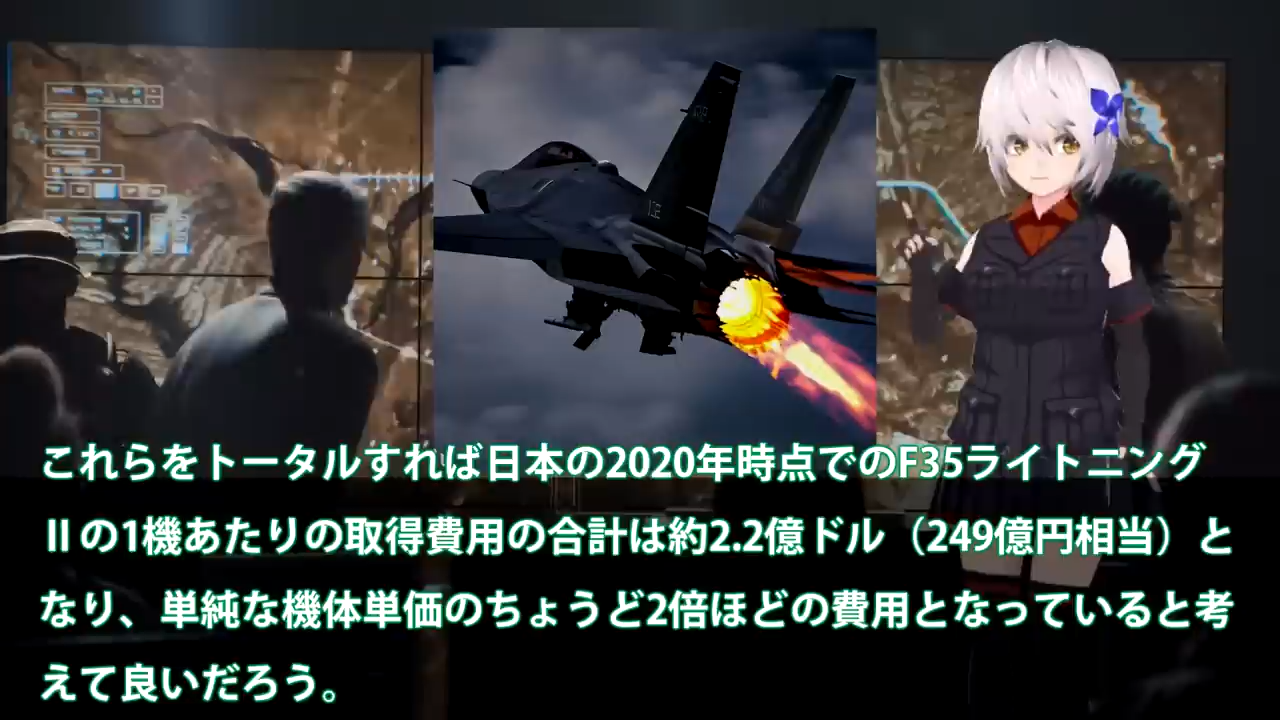 これらをトータルすれば日本の2020年時点でのF35ライトニング
Ⅱの1機あたりの取得費用の合計は約2.2億ドル（249億円相当）と
なり、単純な機体単価のちょうど2倍ほどの費用となっていると考
えて良いだろう。